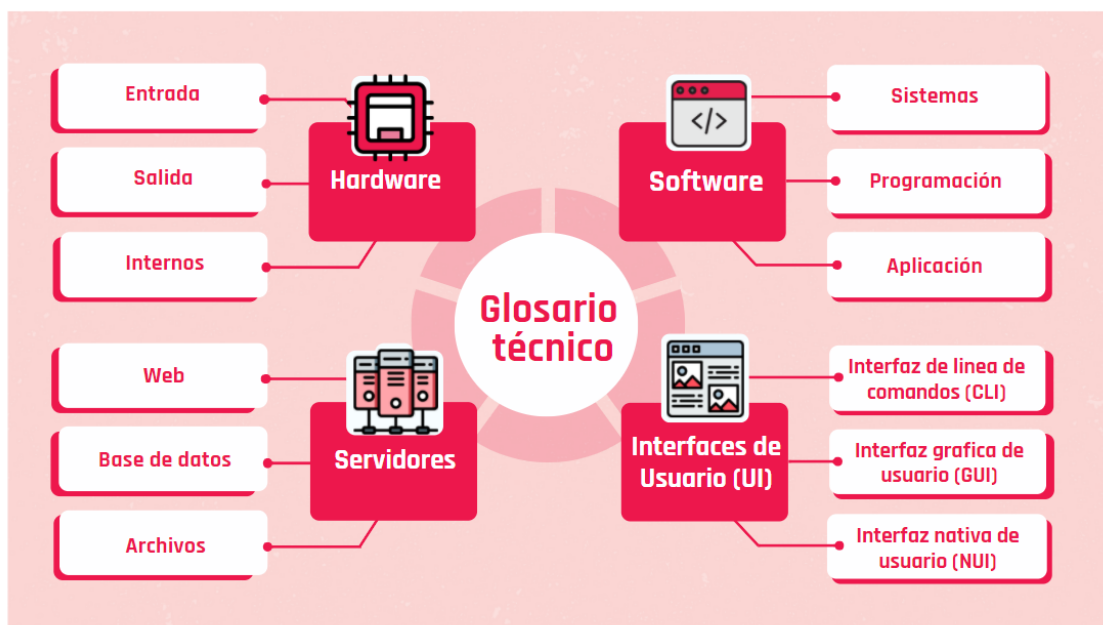 Glosario
técnico
Hardware
Entrada
Salida
Internos
Software
Sistemas
Programación
Aplicación
Servidores
Web
Base de datos
Archivos
Interfaces de
Usuario (UI)
Interfaz de linea de
comandos (CLI)
Interfaz grafica de
usuario (GUI)
Interfaz nativa de
usuario (NUI)